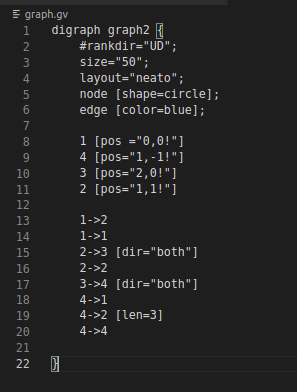 graph.gv
1 digraph graph2 {
2 #rankdir="UD";
3 size="50";
4 layout="neato";
5 node [shape=circle];
6 edge [color=blue];
7
8 1 [pos ="0,0!"]
9 4 [pos="1,-1!"]
10 3 [pos="2,0!"]
11 2 [pos="1,1!"]
12
13 1->2
14 1->1
15 2->3 [dir="both"]
16 2->2
17 3->4 [dir="both"]
18 4->1
19 4->2 [len=3]
20 4->4
21
22 }